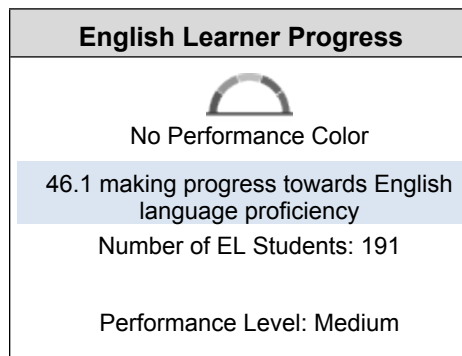 English Learner Progress
No Performance Color
46.1 making progress towards English
language proficiency
Number of EL Students: 191
Performance Level: Medium